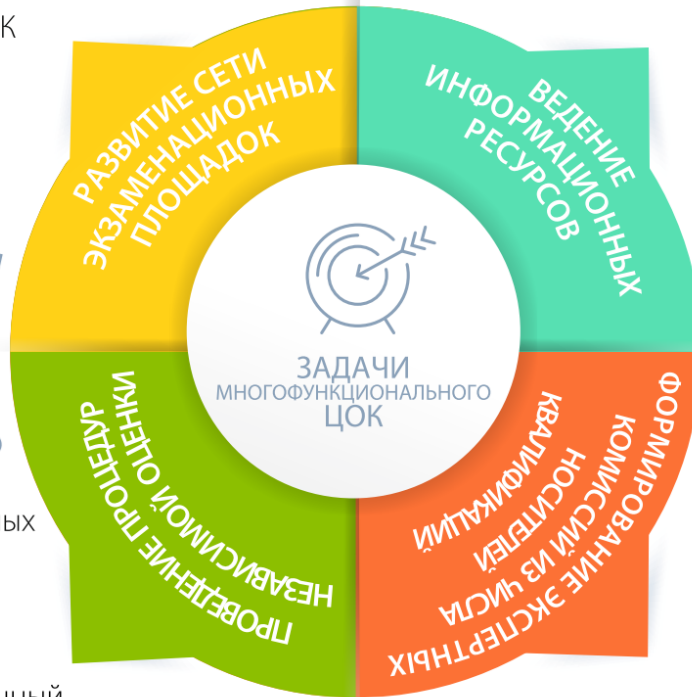 К
РАЗВИТИЕ СЕТИ
ЭКЗАМЕНАЦИОННЫХ
ПЛОЩАДОК
ВЕДЕНИЕ
ИНФОРМАЦИОННЫХ
РЕСУРСОВ
ЗАДАЧИ
МНОГОФУНКЦИОНАЛЬНОГО
ЦОК
ПРОВЕДЕНИЕ ПРОЦЕДУР
НЕЗАВИСИМОЙ ОЦЕНКИ
ФОРМИРОВАНИЕ ЭКСПЕРТНЫХ
КОМИССИЙ ИЗ ЧИСЛА
НОСИТЕЛЕЙ
КВАЛИФИКАЦИЙ
ных